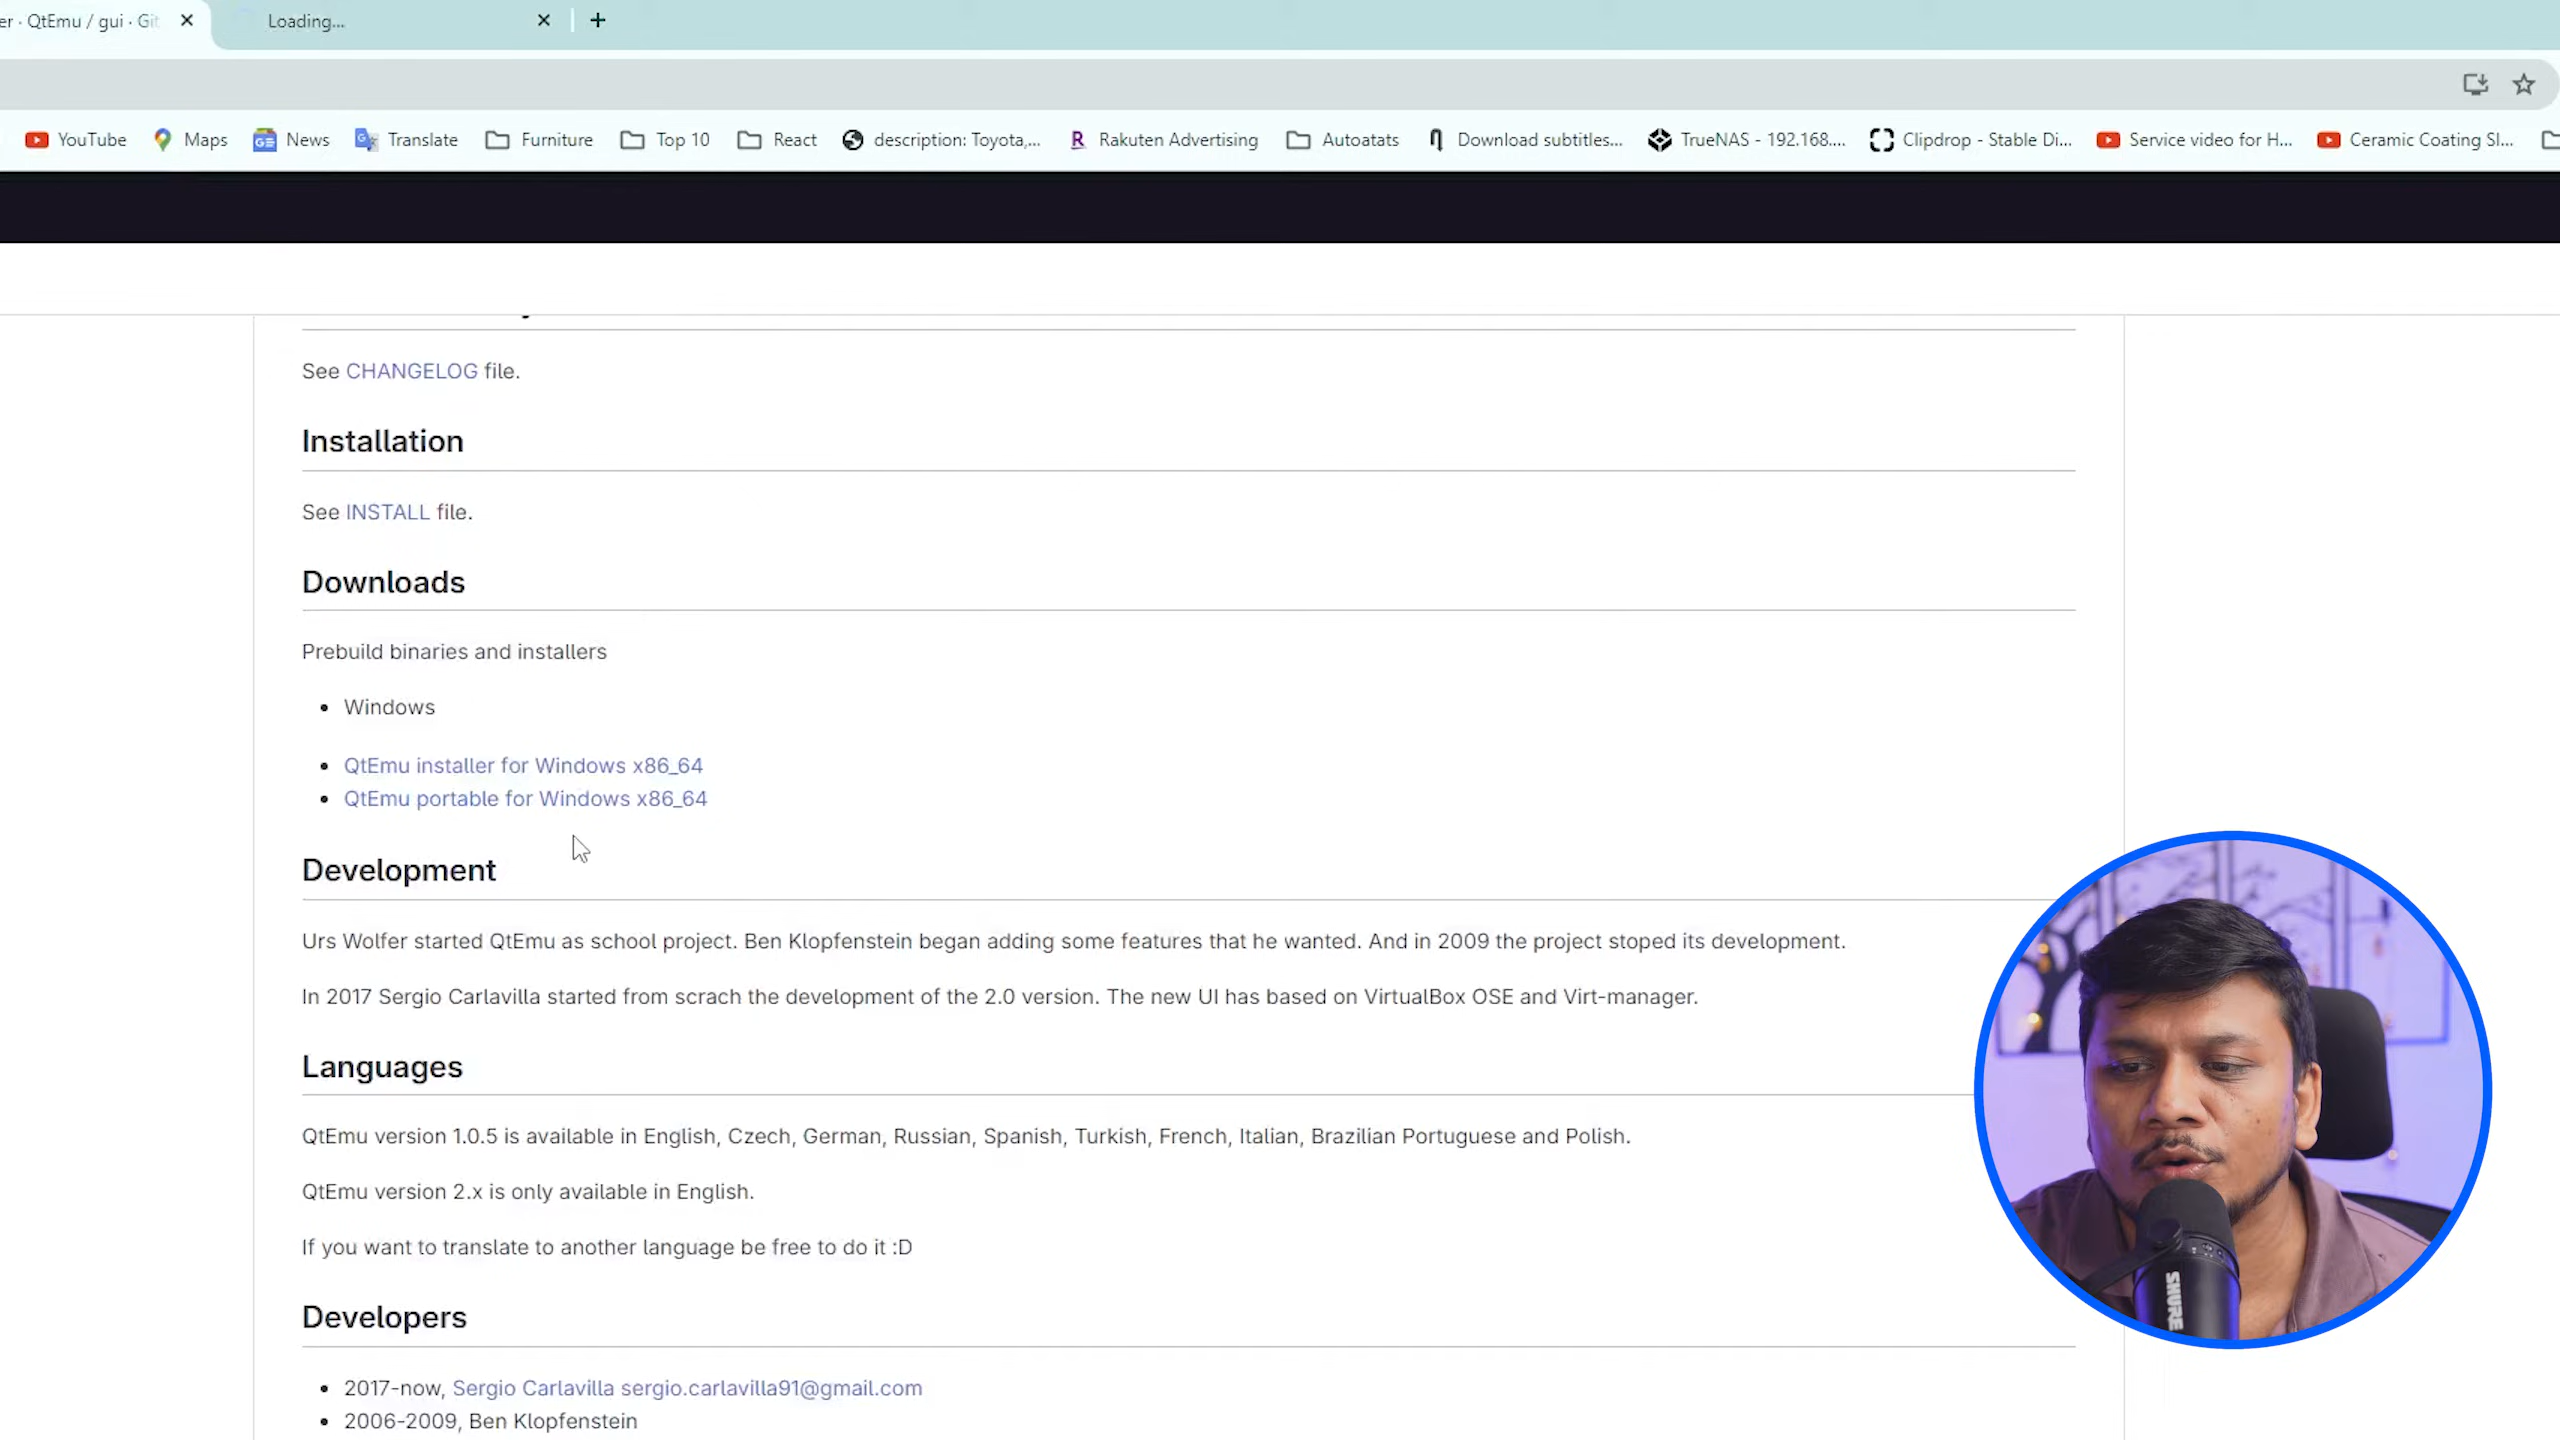 er · QtEmu / gui · Git
Loading...
YouTube
Maps
News
Translate
Furniture
Top 10
React
description: Toyota,...
Rakuten Advertising
Autoatats
Download subtitles...
TrueNAS - 192.168....
Clipdrop - Stable Di...
Service video for H...
Ceramic Coating Sl...
See CHANGELOG file.
Installation
See INSTALL file.
Downloads
Prebuild binaries and installers
Windows
QtEmu installer for Windows x86_64
QtEmu portable for Windows x86_64
Development
Urs Wolfer started QtEmu as school project. Ben Klopfenstein began adding some features that he wanted. And in 2009 the project stoped its development.
In 2017 Sergio Carlavilla started from scrach the development of the 2.0 version. The new UI has based on VirtualBox OSE and Virt-manager.
Languages
QtEmu version 1.0.5 is available in English, Czech, German, Russian, Spanish, Turkish, French, Italian, Brazilian Portuguese and Polish.
QtEmu version 2.x is only available in English.
If you want to translate to another language be free to do it :D
Developers
2017-now, Sergio Carlavilla sergio.carlavilla91@gmail.com
2006-2009, Ben Klopfenstein
SHURE